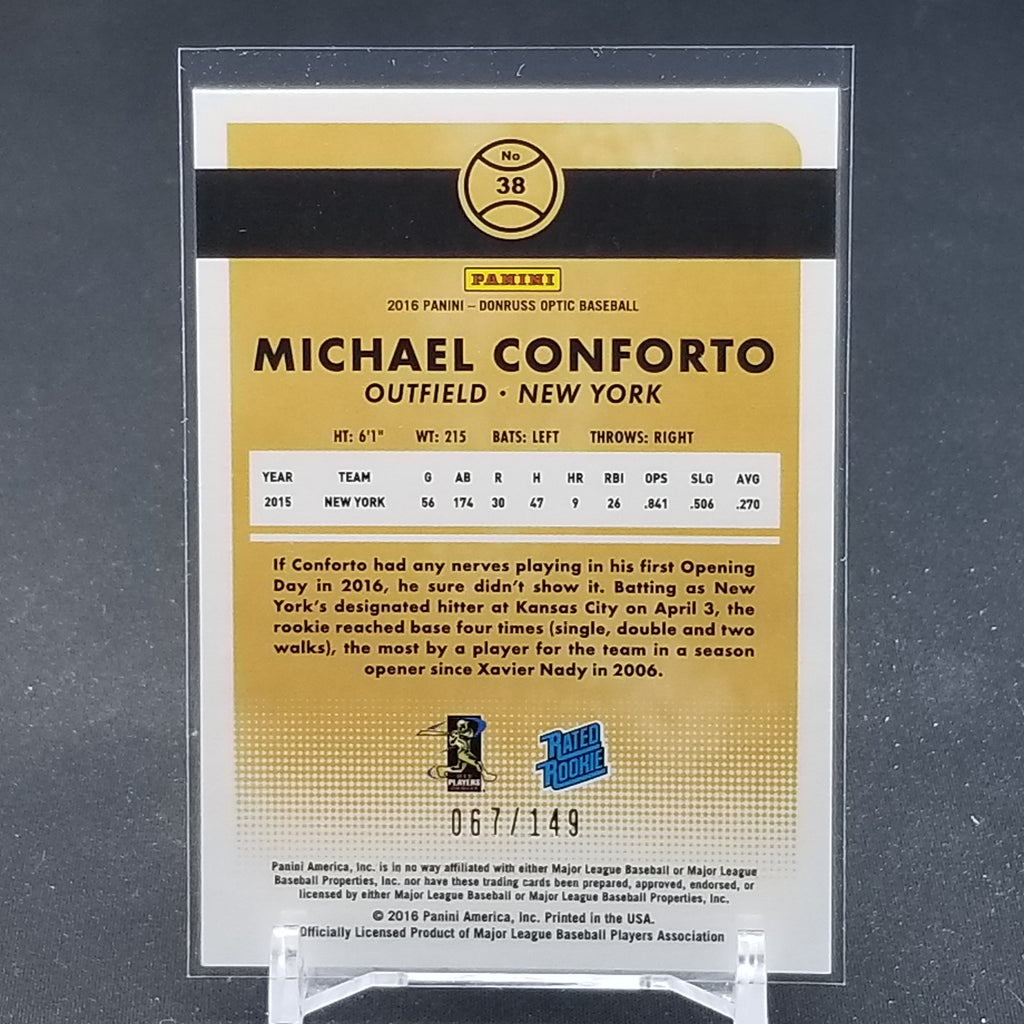 No
38
PANINI
2016 PANINI – DONRUSS OPTIC BASEBALL
MICHAEL CONFORTO
OUTFIELD • NEW YORK
HT: 6'1" WT: 215 BATS: LEFT THROWS: RIGHT
YEAR TEAM G AB R H HR RBI OPS SLG AVG
2015 NEW YORK 56 174 30 47 9 26 .841 .506 .270
If Conforto had any nerves playing in his first Opening
Day in 2016, he sure didn't show it. Batting as New
York's designated hitter at Kansas City on April 3, the
rookie reached base four times (single, double and two
walks), the most by a player for the team in a season
opener since Xavier Nady in 2006.
PLAYERS
RATED
ROOKIE
067/149
Panini America, Inc. is in no way affiliated with either Major League Baseball or Major League
Baseball Properties, Inc. nor have these trading cards been prepared, approved, endorsed, or
licensed by either Major League Baseball or Major League Baseball Properties, Inc.
© 2016 Panini America, Inc. Printed in the USA.
Officially Licensed Product of Major League Baseball Players Association